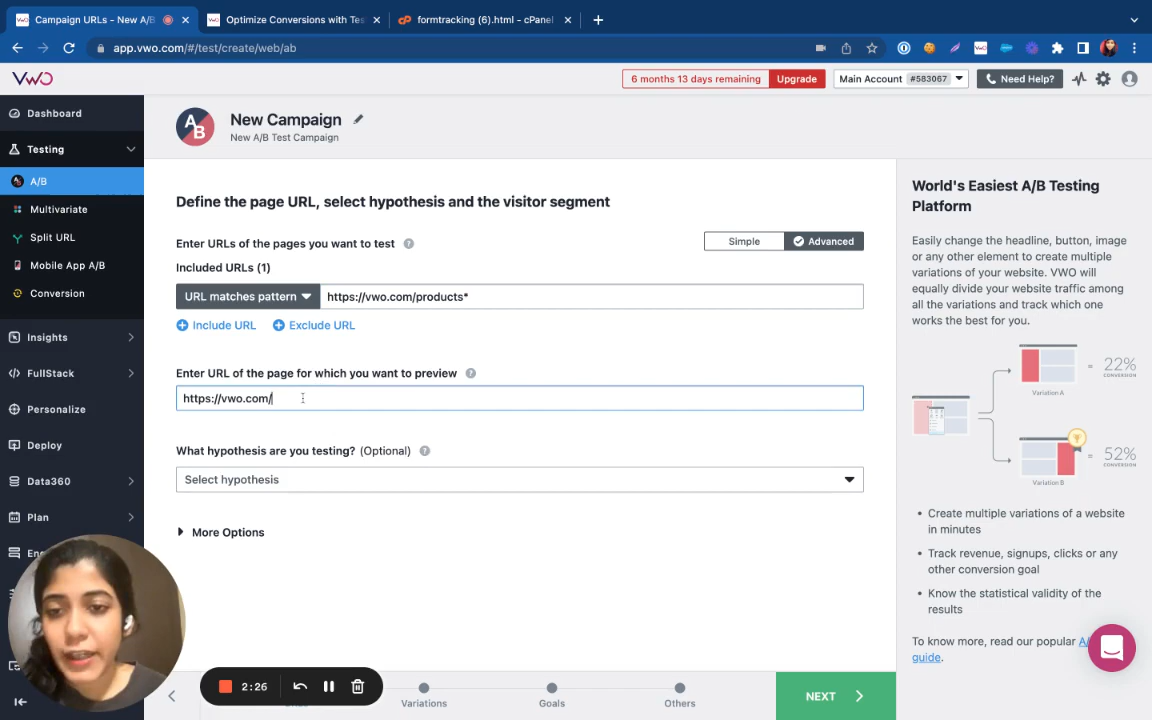 Campaign URLs - New A/B
Optimize Conversions with Tes
formtracking (6).html - cPanel
app.vwo.com/#/test/create/web/ab
VWO
6 months 13 days remaining
Upgrade
Main Account #583067
Need Help?
Dashboard
Testing
A/B
Multivariate
Split URL
Mobile App A/B
Conversion
Insights
FullStack
Personalize
Deploy
Data360
Plan
AB
New Campaign
New A/B Test Campaign
Define the page URL, select hypothesis and the visitor segment
Enter URLs of the pages you want to test
Simple
Advanced
Included URLs (1)
URL matches pattern
https://vwo.com/products*
Include URL
Exclude URL
Enter URL of the page for which you want to preview
https://vwo.com/
What hypothesis are you testing? (Optional)
Select hypothesis
More Options
2:26
Variations
Goals
Others
NEXT
World's Easiest A/B Testing
Platform
Easily change the headline, button, image
or any other element to create multiple
variations of your website. VWO will
equally divide your website traffic among
all the variations and track which one
works the best for you.
= 22%
CONVERSION
Variation A
= 52%
CONVERSION
Variation B
• Create multiple variations of a website
in minutes
• Track revenue, signups, clicks or any
other conversion goal
• Know the statistical validity of the
results
To know more, read our popular A/
guide.